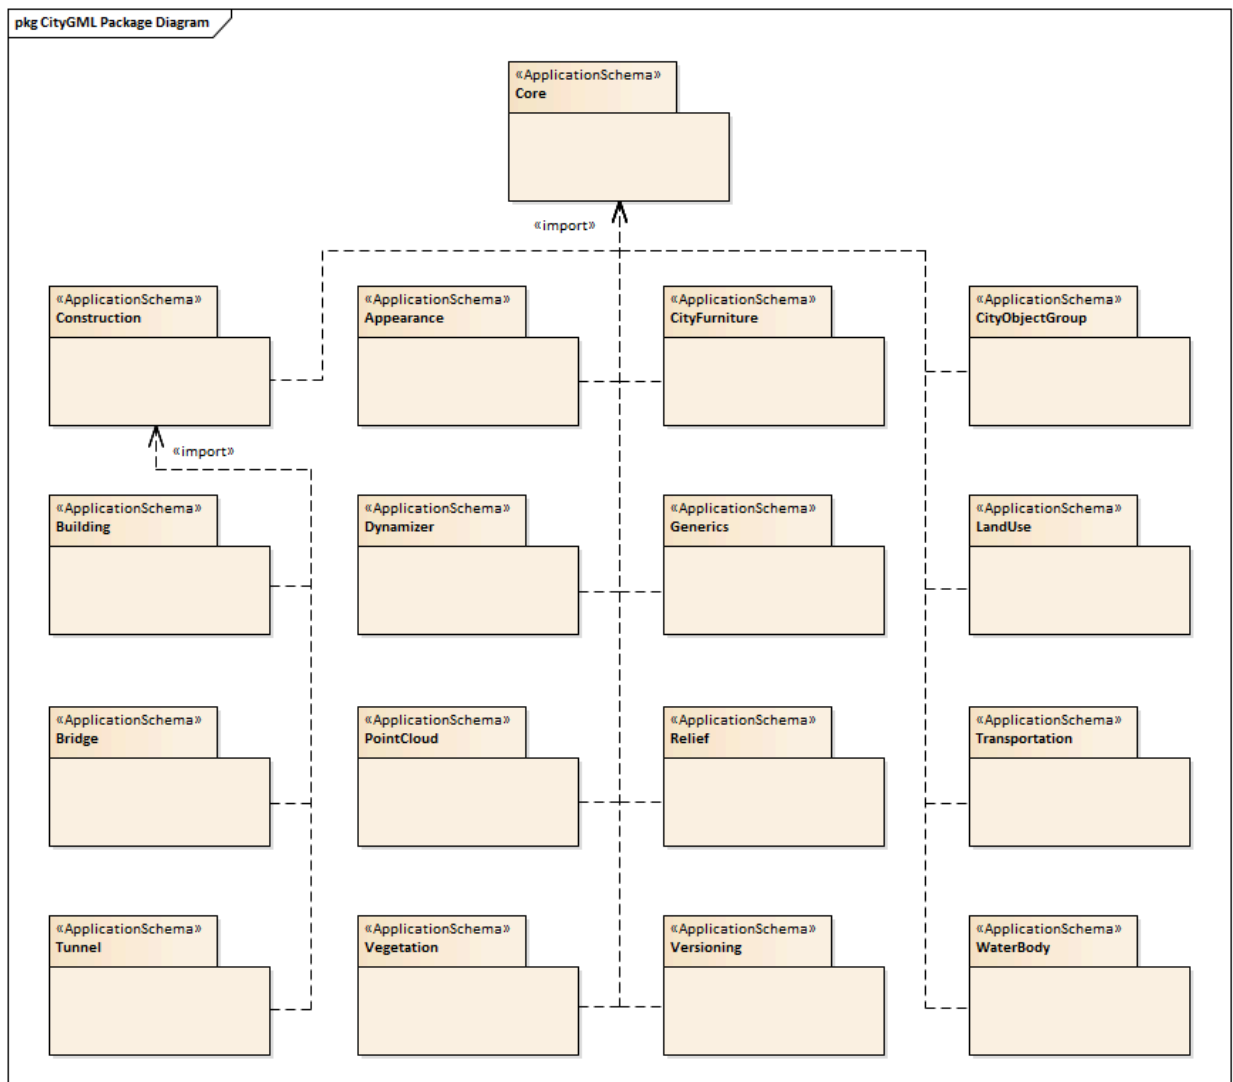 pkg CityGML Package Diagram
«ApplicationSchema»
Core
«import»
«ApplicationSchema»
Construction
«ApplicationSchema»
Appearance
«ApplicationSchema»
CityFurniture
«ApplicationSchema»
CityObjectGroup
«import»
«ApplicationSchema»
Building
«ApplicationSchema»
Dynamizer
«ApplicationSchema»
Generics
«ApplicationSchema»
LandUse
«ApplicationSchema»
Bridge
«ApplicationSchema»
PointCloud
«ApplicationSchema»
Relief
«ApplicationSchema»
Transportation
«ApplicationSchema»
Tunnel
«ApplicationSchema»
Vegetation
«ApplicationSchema»
Versioning
«ApplicationSchema»
WaterBody